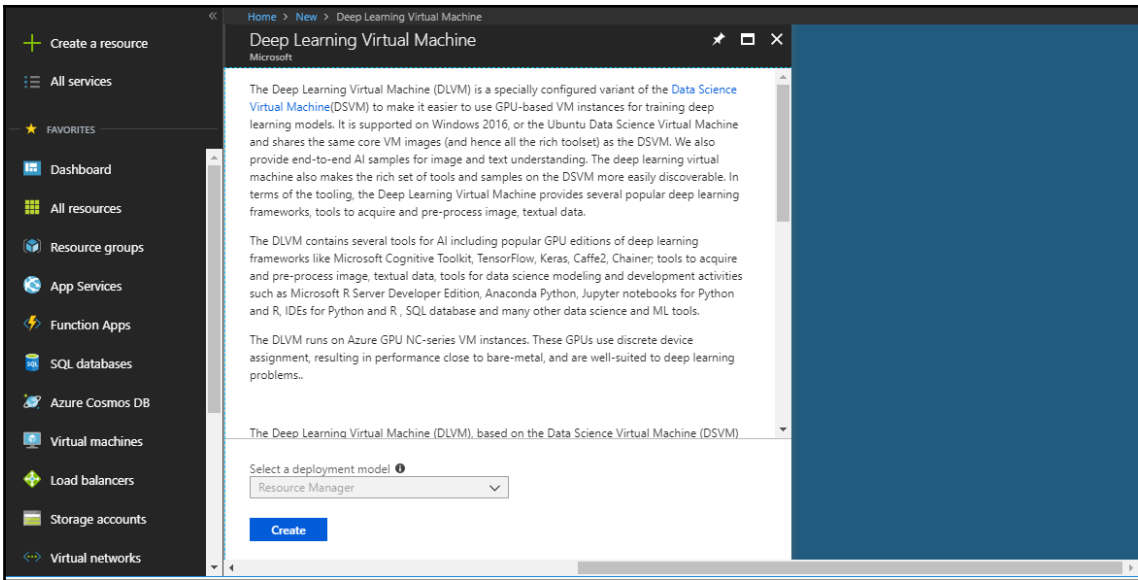 «
Home > New > Deep Learning Virtual Machine
Create a resource
All services
FAVORITES
Dashboard
All resources
Resource groups
App Services
Function Apps
SQL databases
Azure Cosmos DB
Virtual machines
Load balancers
Storage accounts
Virtual networks
Deep Learning Virtual Machine
Microsoft
The Deep Learning Virtual Machine (DLVM) is a specially configured variant of the Data Science
Virtual Machine(DSVM) to make it easier to use GPU-based VM instances for training deep
learning models. It is supported on Windows 2016, or the Ubuntu Data Science Virtual Machine
and shares the same core VM images (and hence all the rich toolset) as the DSVM. We also
provide end-to-end AI samples for image and text understanding. The deep learning virtual
machine also makes the rich set of tools and samples on the DSVM more easily discoverable. In
terms of the tooling, the Deep Learning Virtual Machine provides several popular deep learning
frameworks, tools to acquire and pre-process image, textual data.
The DLVM contains several tools for AI including popular GPU editions of deep learning
frameworks like Microsoft Cognitive Toolkit, TensorFlow, Keras, Caffe2, Chainer; tools to acquire
and pre-process image, textual data, tools for data science modeling and development activities
such as Microsoft R Server Developer Edition, Anaconda Python, Jupyter notebooks for Python
and R, IDEs for Python and R , SQL database and many other data science and ML tools.
The DLVM runs on Azure GPU NC-series VM instances. These GPUs use discrete device
assignment, resulting in performance close to bare-metal, and are well-suited to deep learning
problems..
The Deep Learning Virtual Machine (DLVM), based on the Data Science Virtual Machine (DSVM)
Select a deployment model
Resource Manager
Create